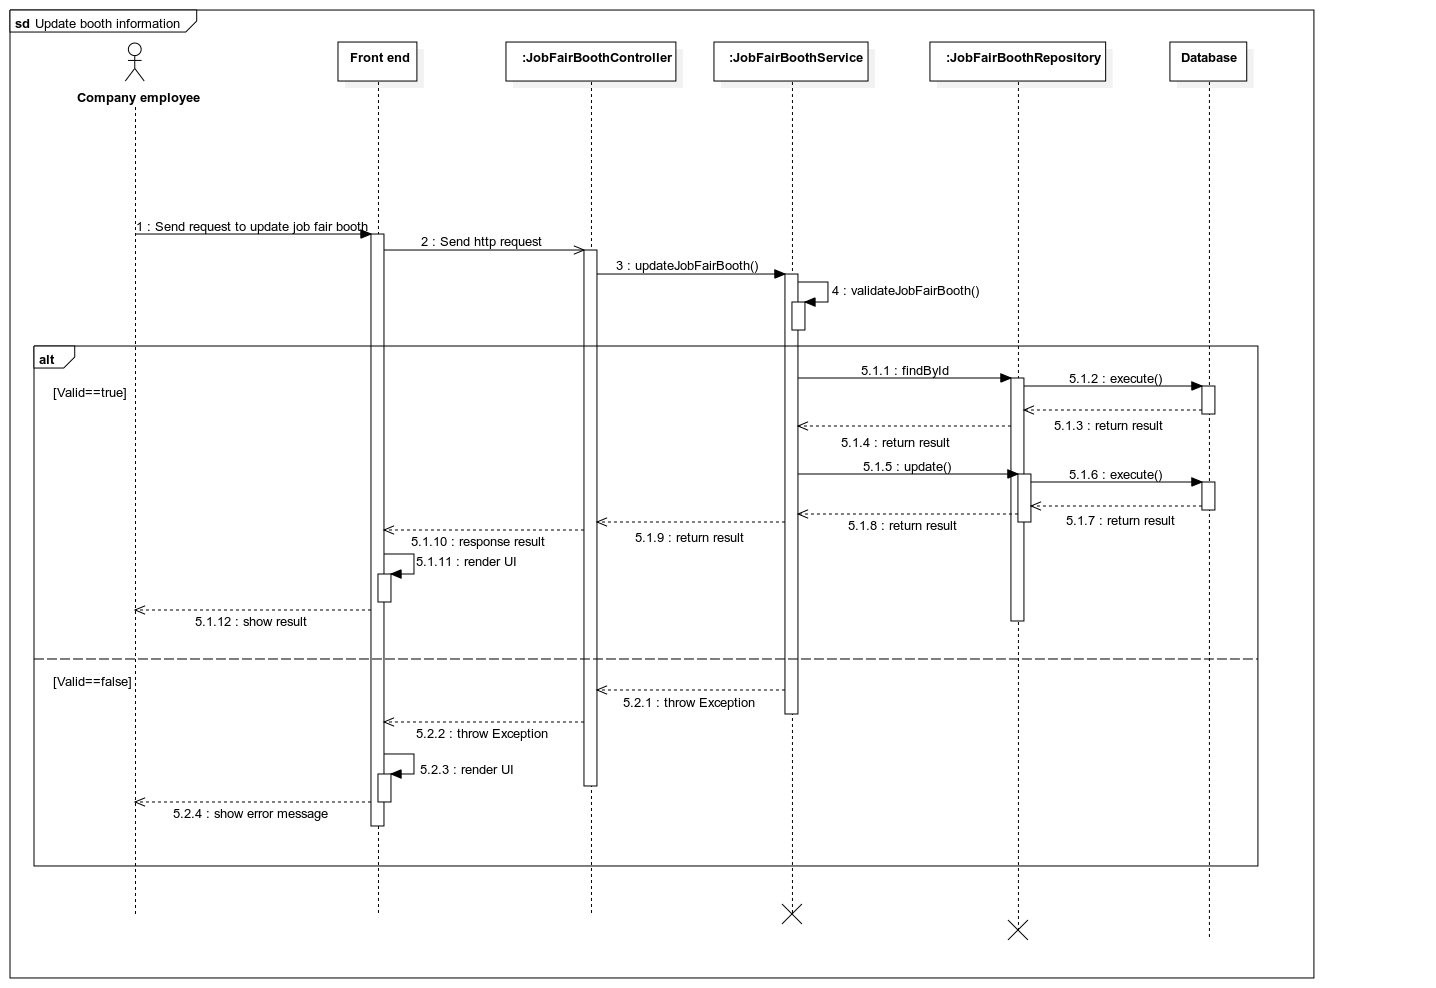 sd Update booth information
Company employee
Front end
:JobFairBoothController
:JobFairBoothService
:JobFairBoothRepository
Database
1 : Send request to update job fair booth
2 : Send http request
3 : updateJobFairBooth()
4 : validateJobFairBooth()
alt
[Valid==true]
5.1.1 : findById
5.1.2 : execute()
5.1.3 : return result
5.1.4 : return result
5.1.5 : update()
5.1.6 : execute()
5.1.7 : return result
5.1.8 : return result
5.1.9 : return result
5.1.10 : response result
5.1.11 : render UI
5.1.12 : show result
[Valid==false]
5.2.1 : throw Exception
5.2.2 : throw Exception
5.2.3 : render UI
5.2.4 : show error message